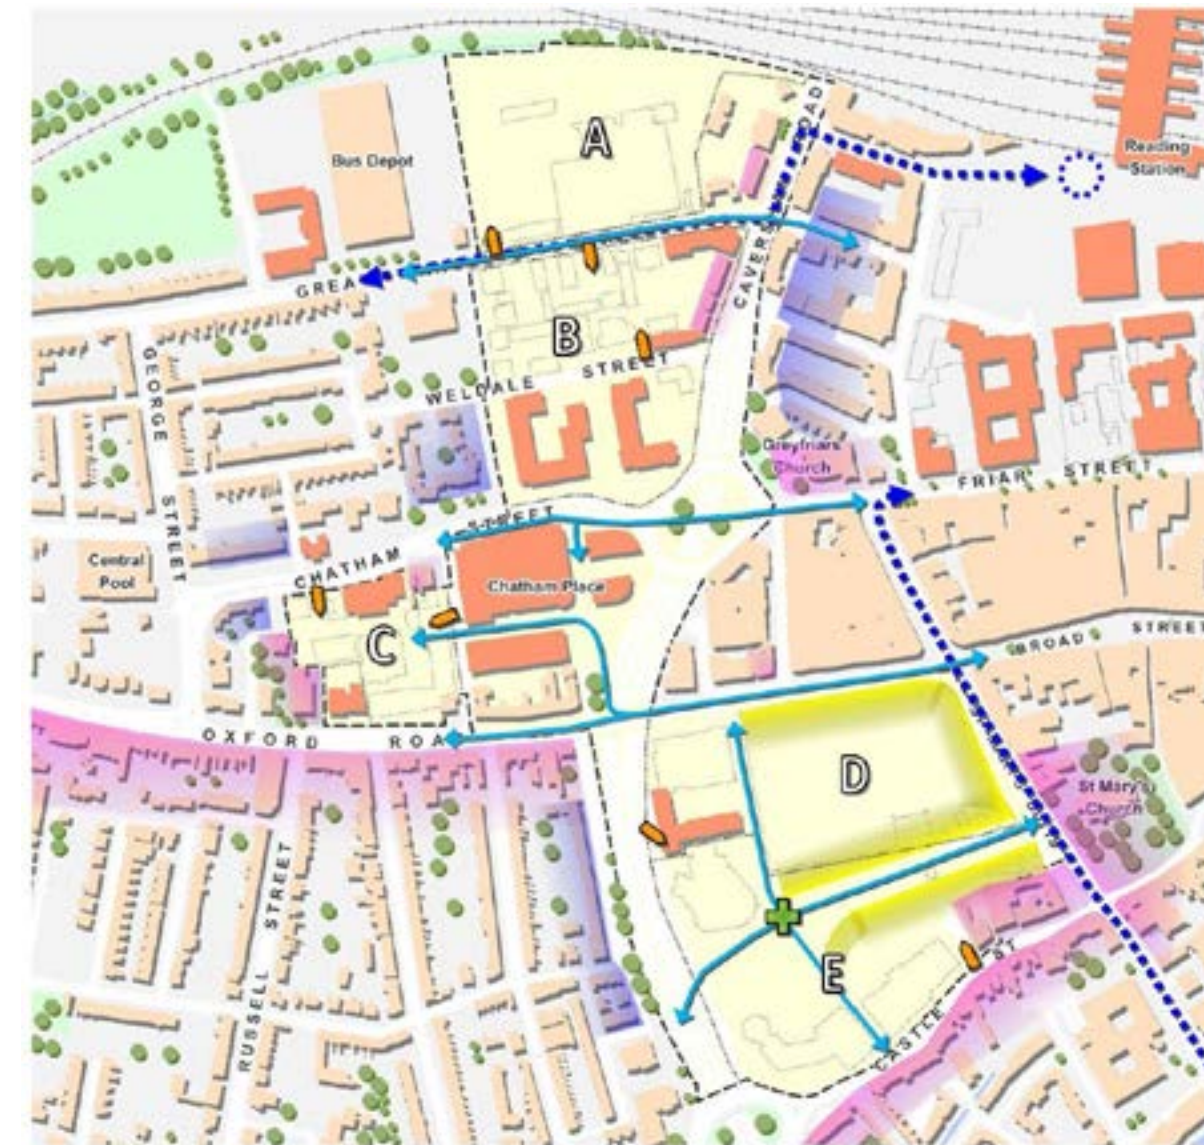 A
Bus Depot
Reading
Station
ROAD
CAVERS
GREA
B
WELDALE STREET
GEORGE STREET
Greyfriars
Church
FRIAR STREET
STREET
CHATHAM
Central
Pool
Chatham Place
C
BROAD STREET
OXFORD ROA
D
St Mary's
Church
E
RUSSELL STREET
CASTLE ST